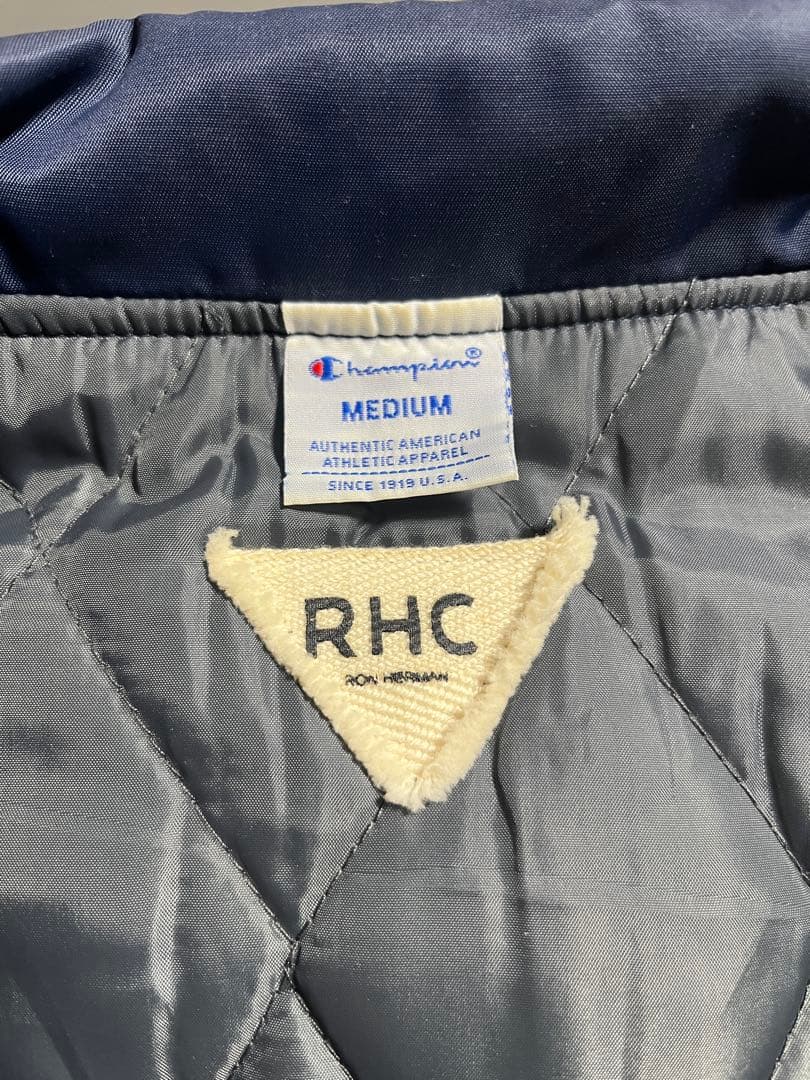 Champion®
MEDIUM
AUTHENTIC AMERICAN
ATHLETIC APPAREL
SINCE 1919 U.S.A.
RHC
RON HERMAN